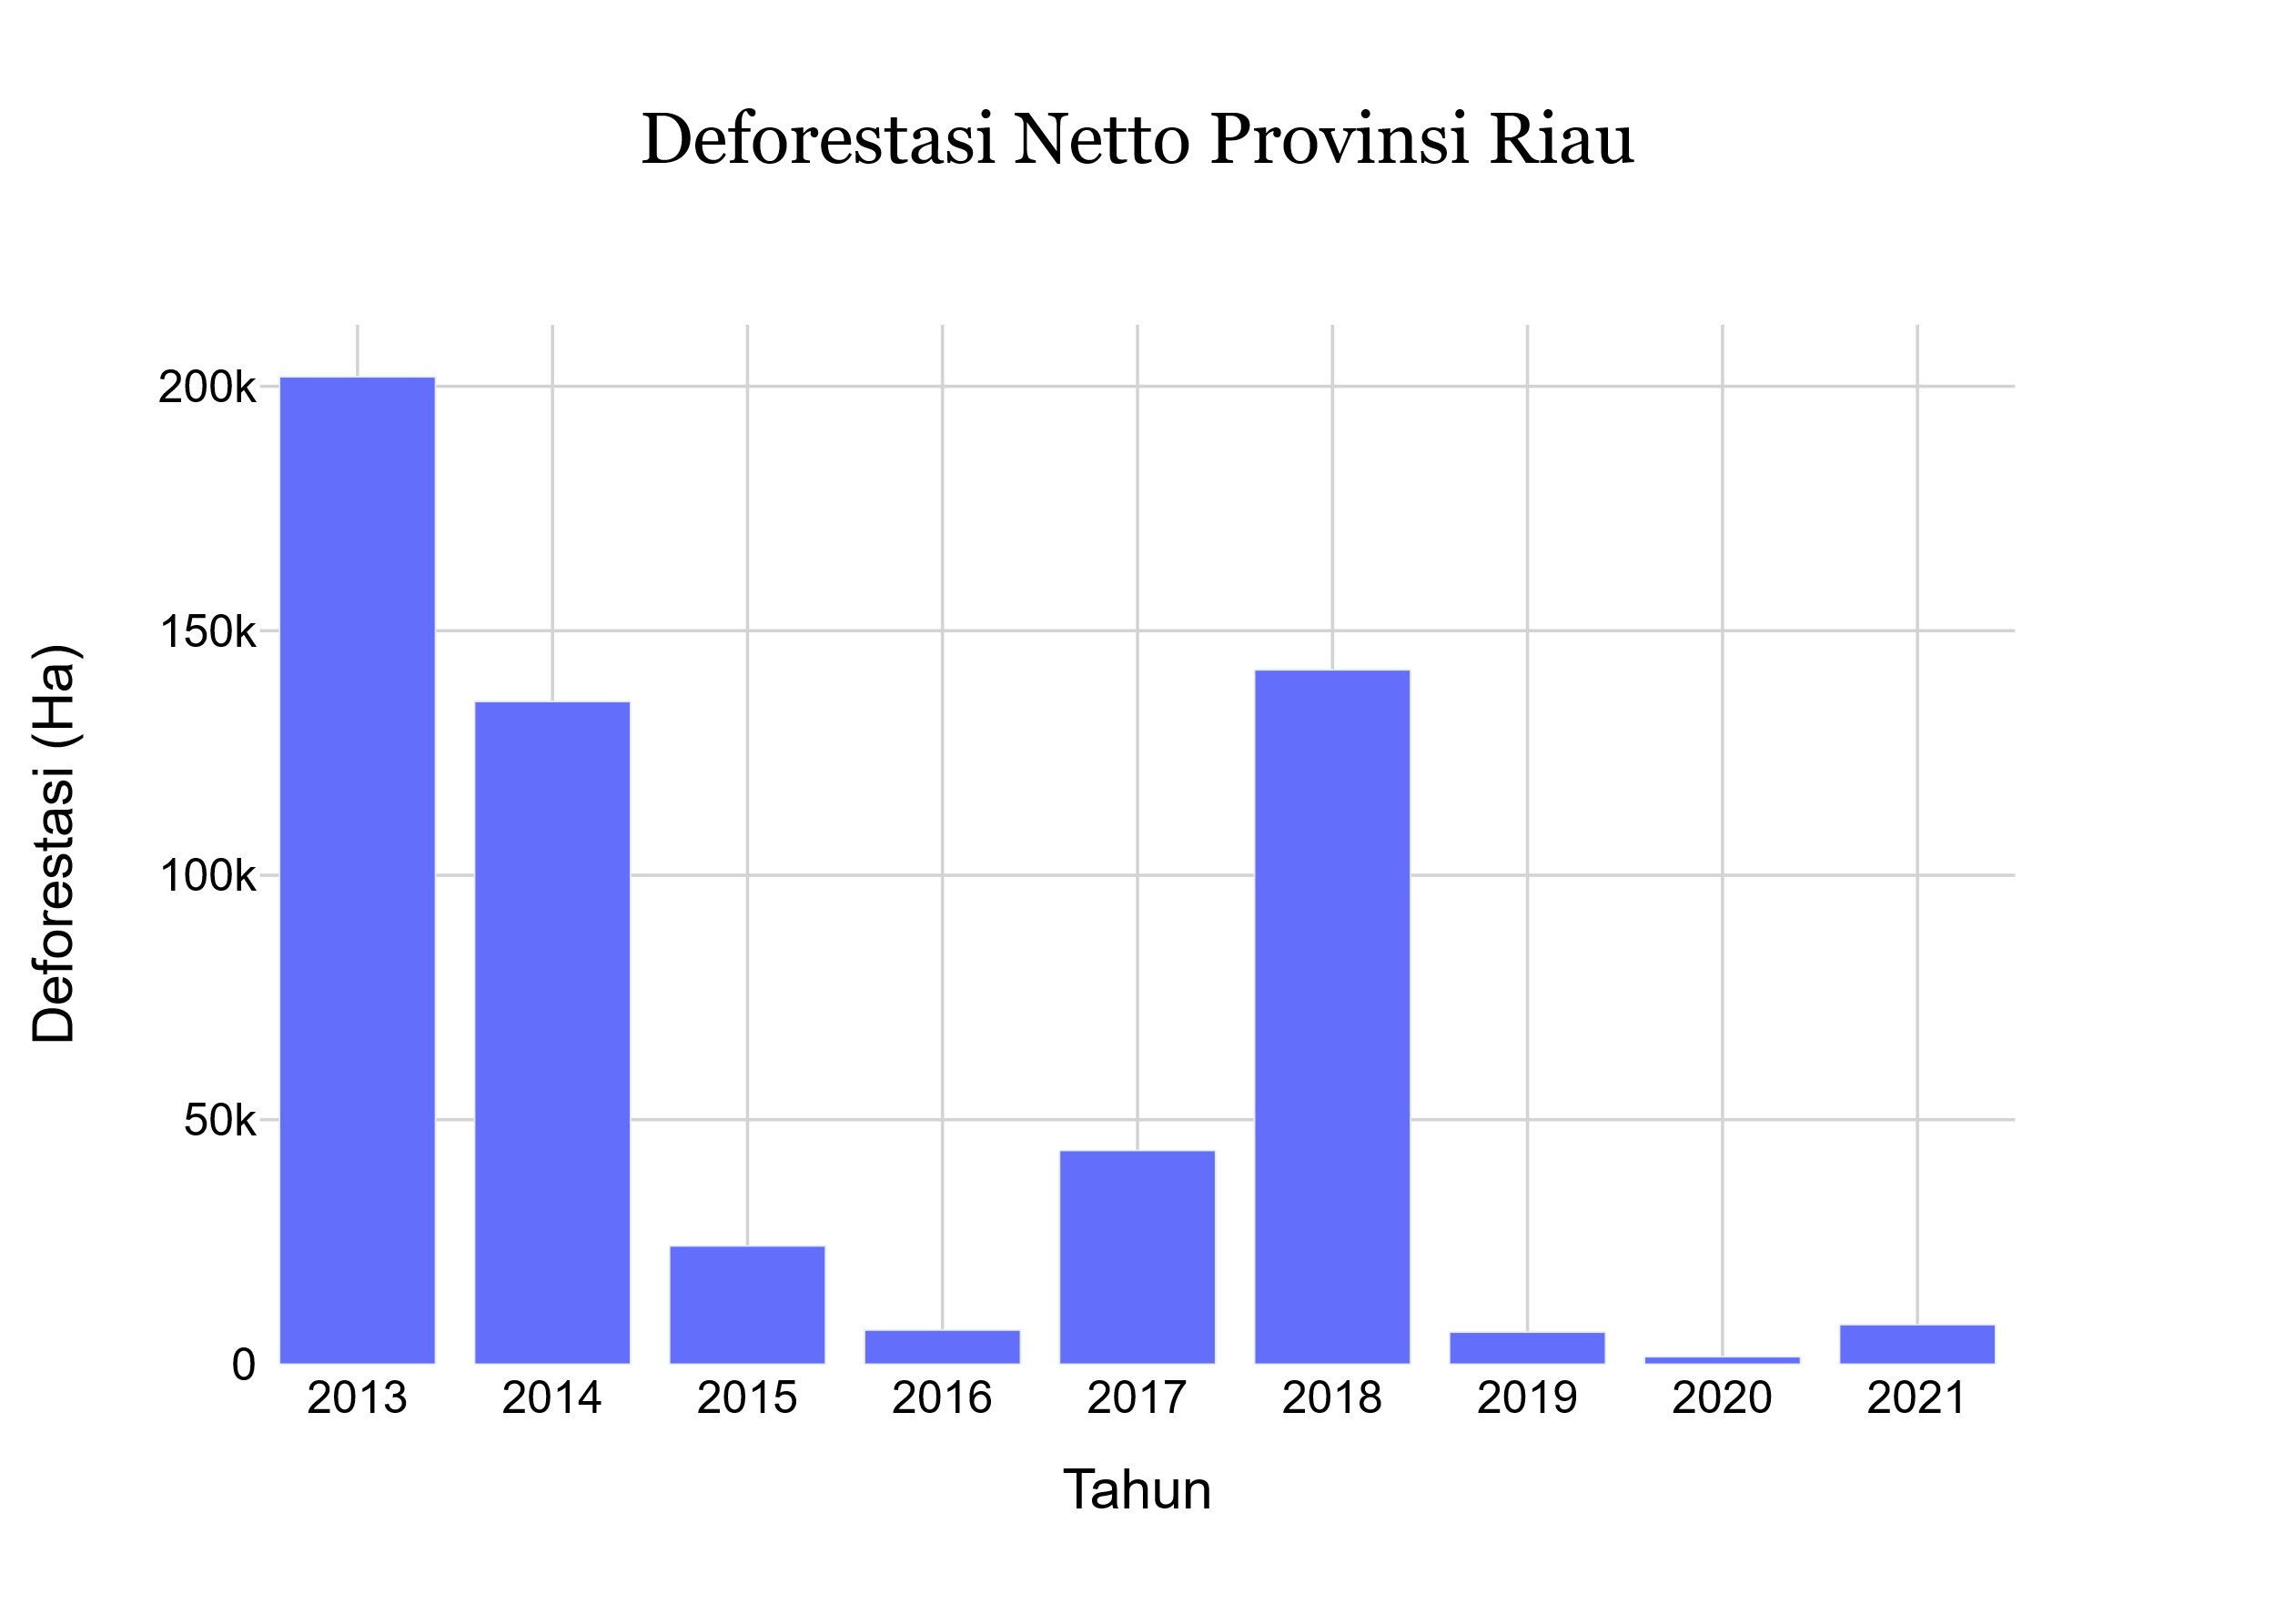 Deforestasi Netto Provinsi Riau
Deforestasi (Ha)
200k
150k
100k
50k
0
2013 2014 2015 2016 2017 2018 2019 2020 2021
Tahun